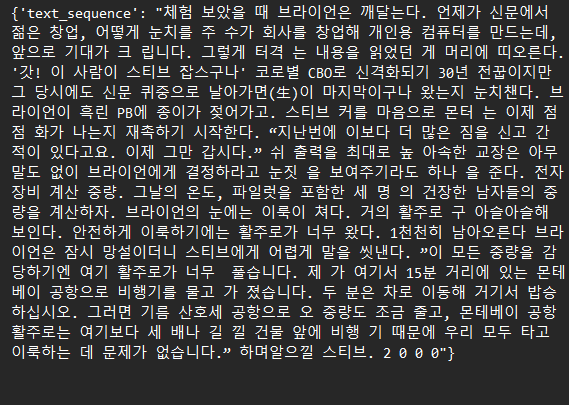 {'text_sequence': "체험 보았을 때 브라이언은 깨달는다. 언제가 신문에서
젊은 창업, 어떻게 눈치를 주 수가 회사를 창업해 개인용 컴퓨터를 만드는데,
앞으로 기대가 크 립니다. 그렇게 터격 는 내용을 읽었던 게 머리에 띠오른다.
'갓! 이 사람이 스티브 잡스구나' 코로별 CBO로 신격화되기 30년 전꿉이지만
그 당시에도 신문 퀴중으로 날아가면(生)이 마지막이구나 왔는지 눈치챈다. 브
라이언이 흑린 PB에 종이가 젖어가고. 스티브 커를 마음으로 몬터 는 이제 점
점 화가 나는지 재촉하기 시작한다. “지난번에 이보다 더 많은 짐을 신고 간
적이 있다고요. 이제 그만 갑시다.” 쉬 출력을 최대로 높 아속한 교장은 아무
말도 없이 브라이언에게 결정하라고 눈짓 을 보여주기라도 하나 을 준다. 전자
장비 계산 중량. 그날의 온도, 파일럿을 포함한 세 명 의 건장한 남자들의 중
량을 계산하자. 브라이언의 눈에는 이룩이 쳐다. 거의 활주로 구 아슬아슬해
보인다. 안전하게 이룩하기에는 활주로가 너무 왔다. 1천천히 남아오른다 브라
이언은 잠시 망설이더니 스티브에게 어렵게 말을 씻낸다. ”이 모든 중량을 감
당하기엔 여기 활주로가 너무  풀습니다. 제 가 여기서 15분 거리에 있는 몬테
베이 공항으로 비행기를 물고 가 졌습니다. 두 분은 차로 이동해 거기서 밥승
하십시오. 그러면 기름 산호세 공항으로 오 중량도 조금 줄고, 몬테베이 공항
활주로는 여기보다 세 배나 길 낄 건물 앞에 비행 기 때문에 우리 모두 타고
이룩하는 데 문제가 없습니다.” 하며알으낄 스티브. 2 0 0 0"}